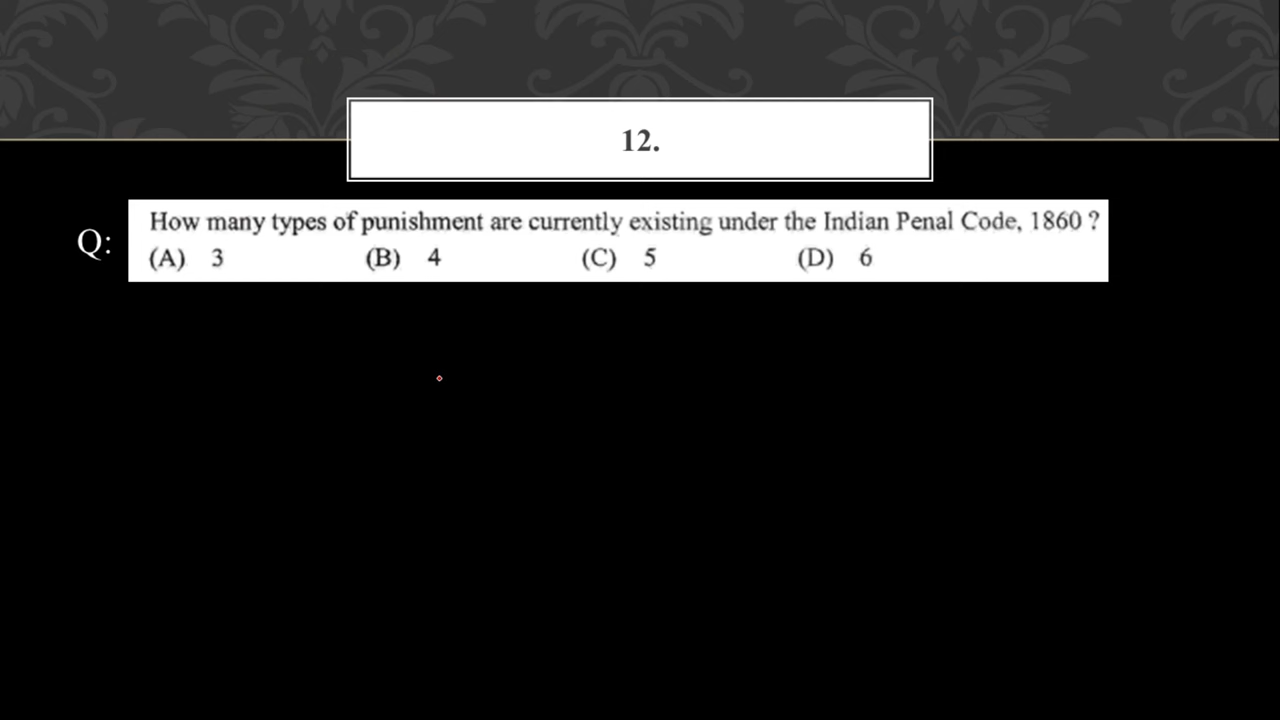 12.
Q:
How many types of punishment are currently existing under the Indian Penal Code, 1860 ?
(A) 3 (B) 4 (C) 5 (D) 6